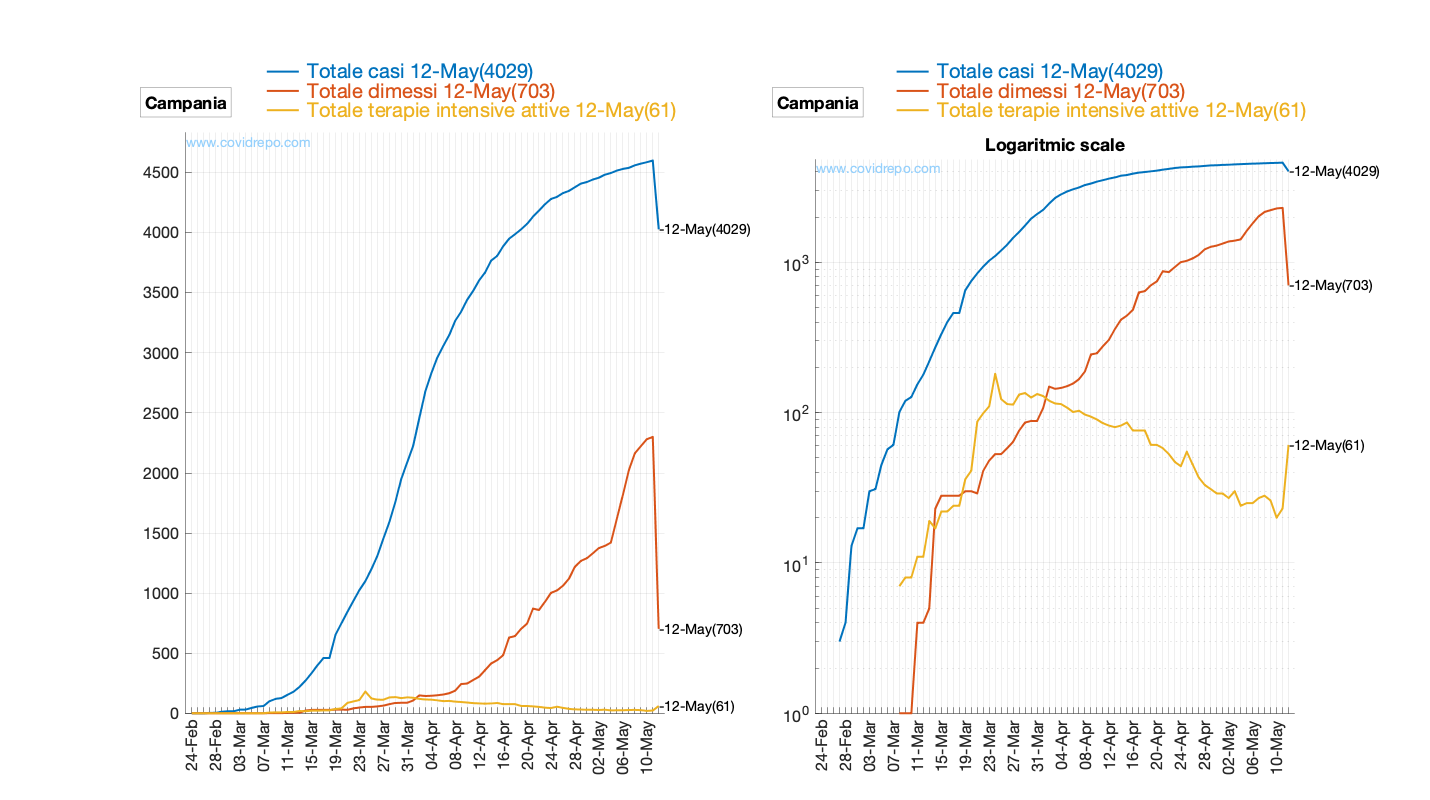 Totale casi 12-May(4029)
Totale dimessi 12-May(703)
Totale terapie intensive attive 12-May(61)
Campania
www.covidrepo.com
4500
4000
3500
3000
2500
2000
1500
1000
500
0
-12-May(4029)
-12-May(703)
-12-May(61)
24-Feb
28-Feb
03-Mar
07-Mar
11-Mar
15-Mar
19-Mar
23-Mar
27-Mar
31-Mar
04-Apr
08-Apr
12-Apr
16-Apr
20-Apr
24-Apr
28-Apr
02-May
06-May
10-May
Totale casi 12-May(4029)
Totale dimessi 12-May(703)
Totale terapie intensive attive 12-May(61)
Campania
Logaritmic scale
www.covidrepo.com
10³
10²
10¹
10⁰
-12-May(4029)
-12-May(703)
-12-May(61)
24-Feb
28-Feb
03-Mar
07-Mar
11-Mar
15-Mar
19-Mar
23-Mar
27-Mar
31-Mar
04-Apr
08-Apr
12-Apr
16-Apr
20-Apr
24-Apr
28-Apr
02-May
06-May
10-May